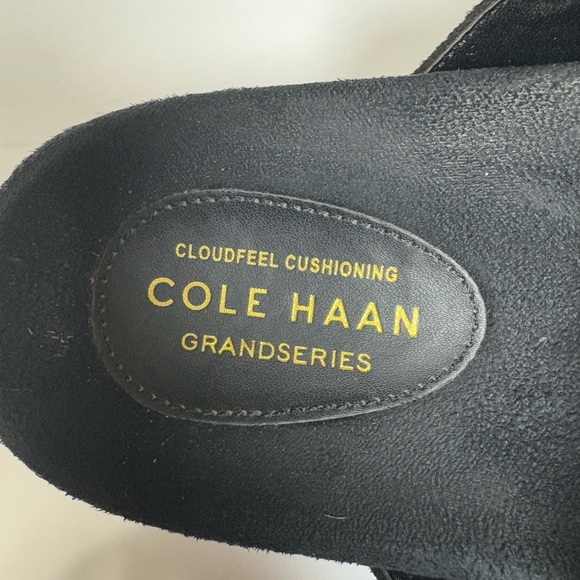 CLOUDFEEL CUSHIONING
COLE HAAN
GRANDSERIES